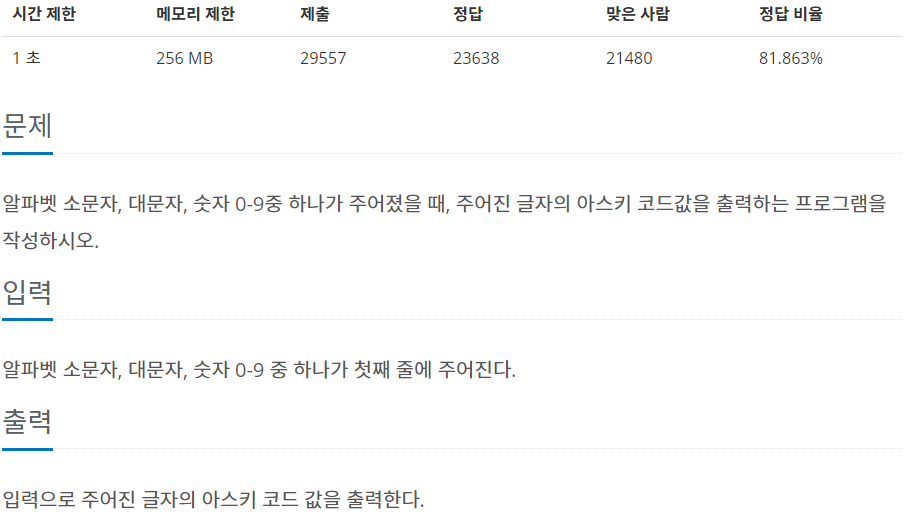 시간 제한 메모리 제한 제출 정답 맞은 사람 정답 비율
1 초 256 MB 29557 23638 21480 81.863%
문제
알파벳 소문자, 대문자, 숫자 0-9중 하나가 주어졌을 때, 주어진 글자의 아스키 코드값을 출력하는 프로그램을
작성하시오.
입력
알파벳 소문자, 대문자, 숫자 0-9 중 하나가 첫째 줄에 주어진다.
출력
입력으로 주어진 글자의 아스키 코드 값을 출력한다.